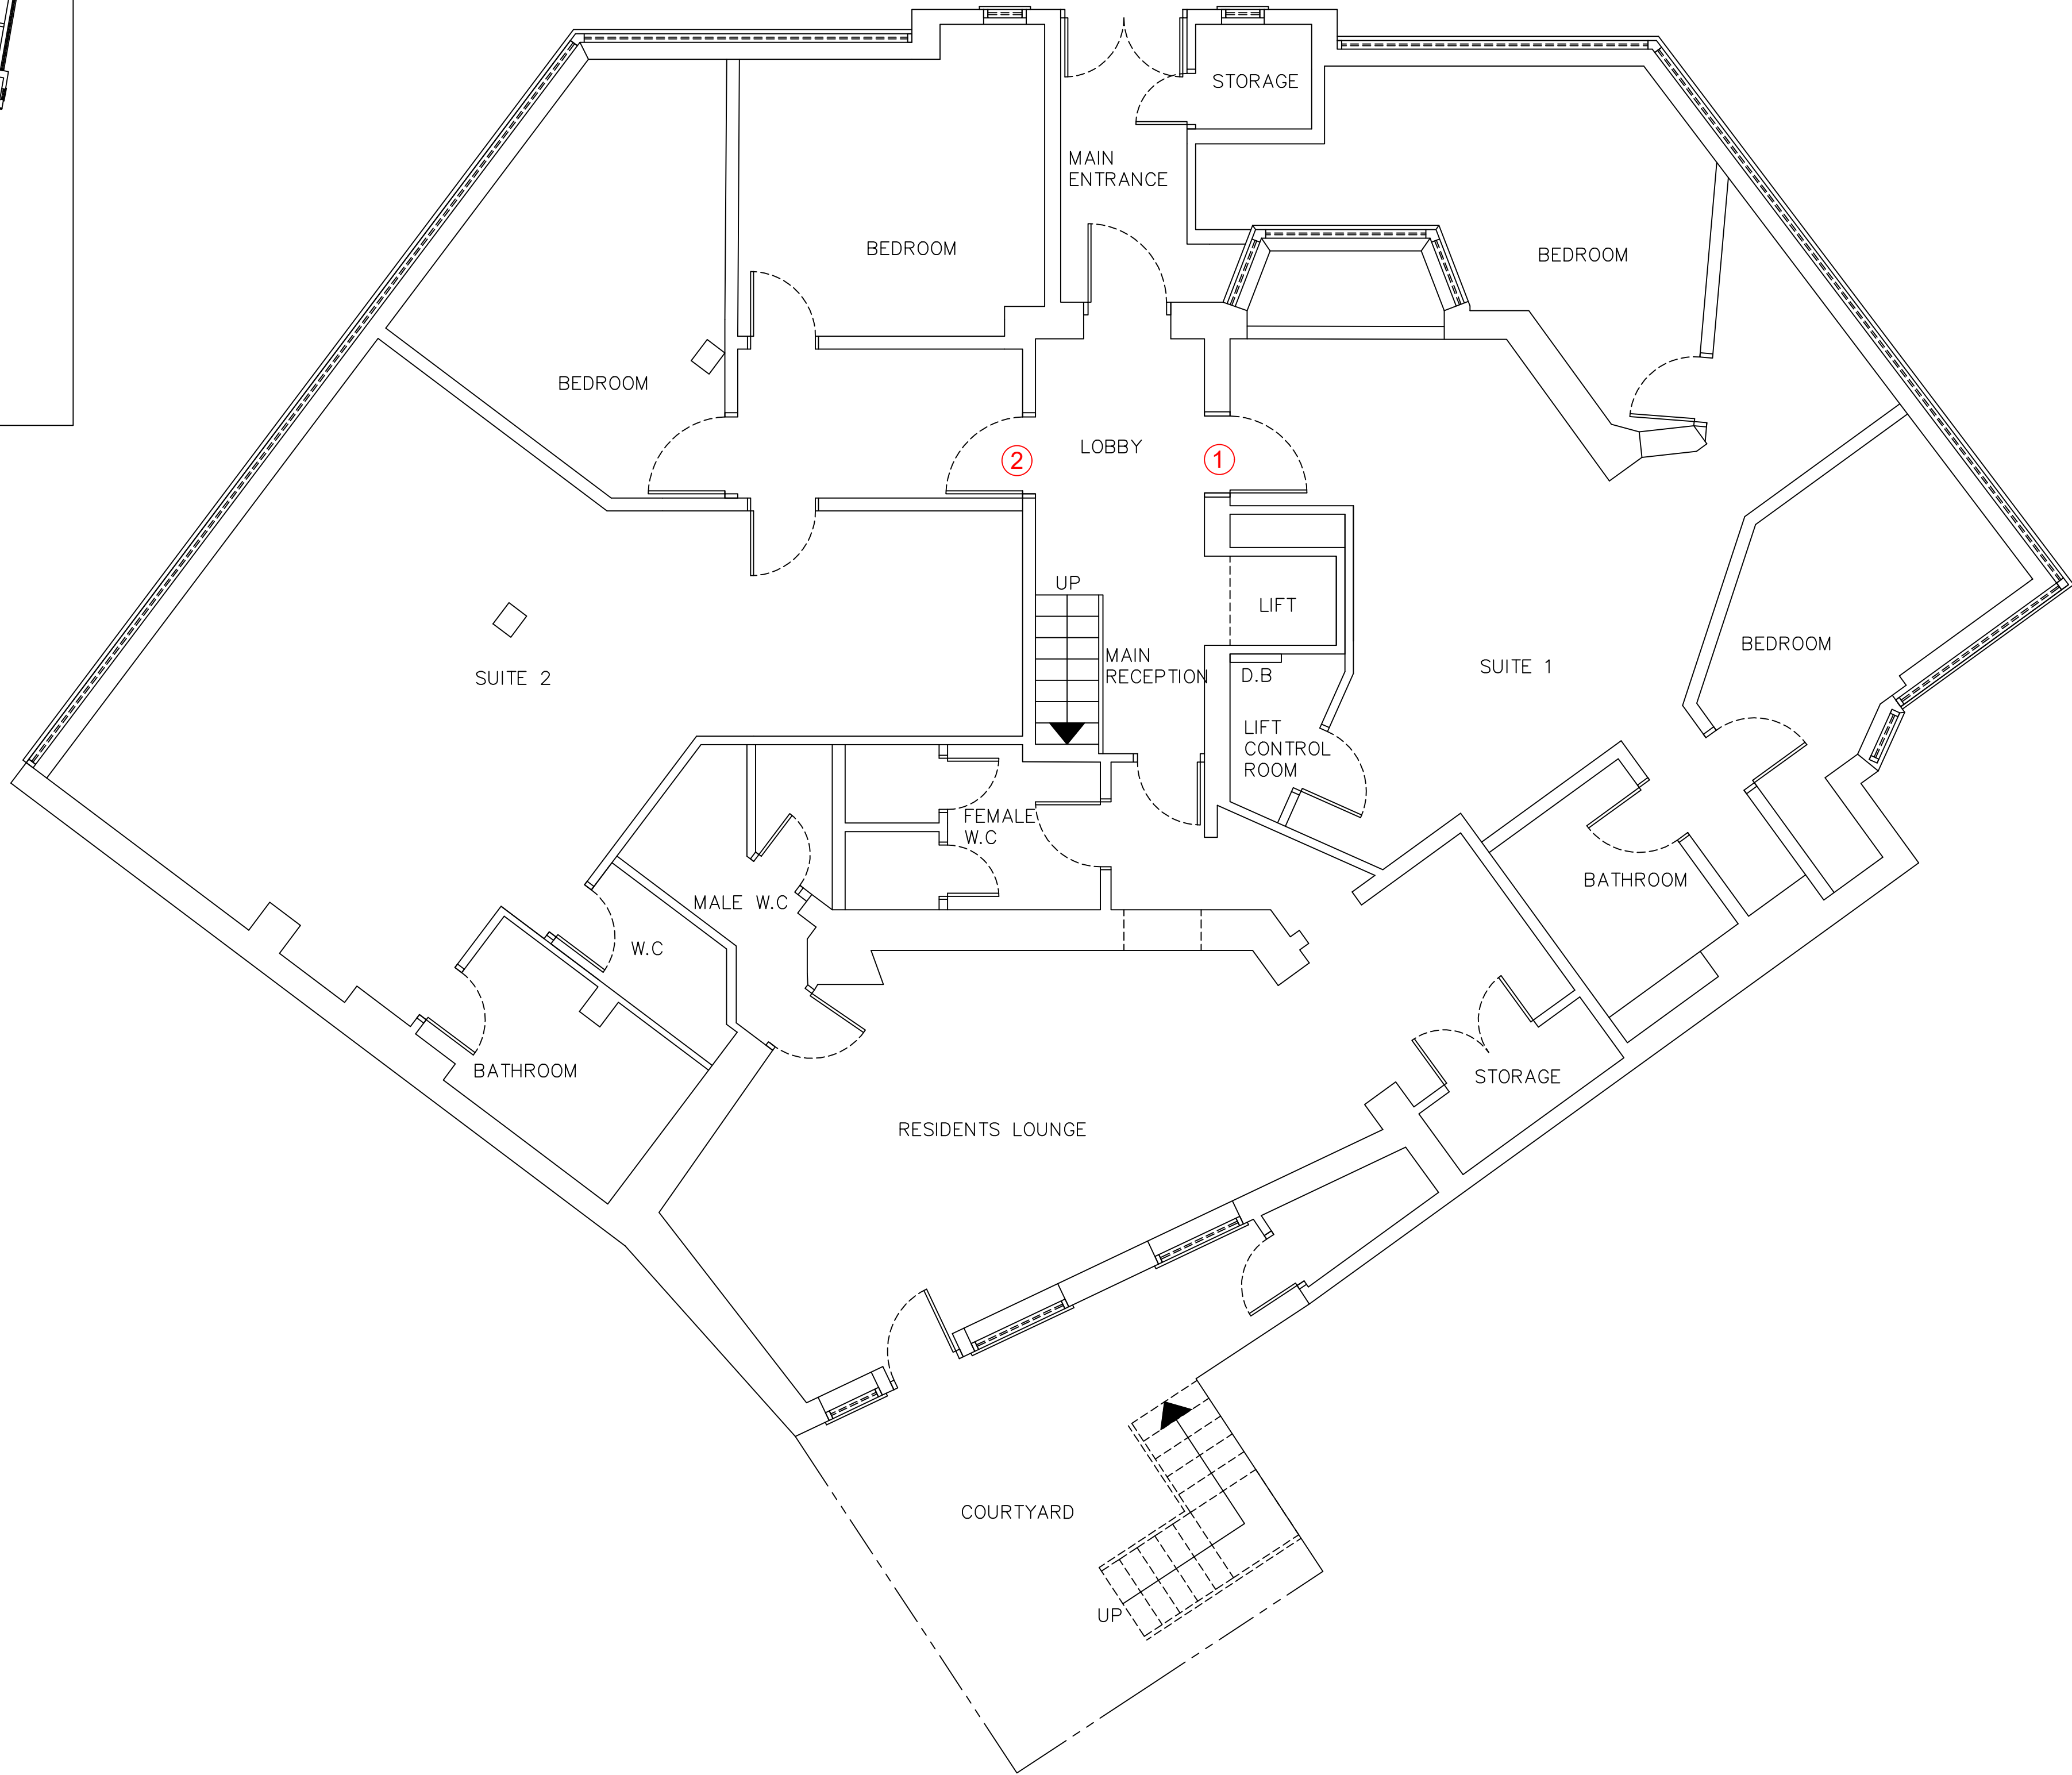 STORAGE
MAIN
ENTRANCE
BEDROOM
BEDROOM
BEDROOM
LOBBY
2
1
UP
LIFT
MAIN
RECEPTION
D.B
SUITE 2
SUITE 1
BEDROOM
LIFT
CONTROL
ROOM
FEMALE
W.C
MALE W.C
BATHROOM
W.C
BATHROOM
STORAGE
RESIDENTS LOUNGE
COURTYARD
UP